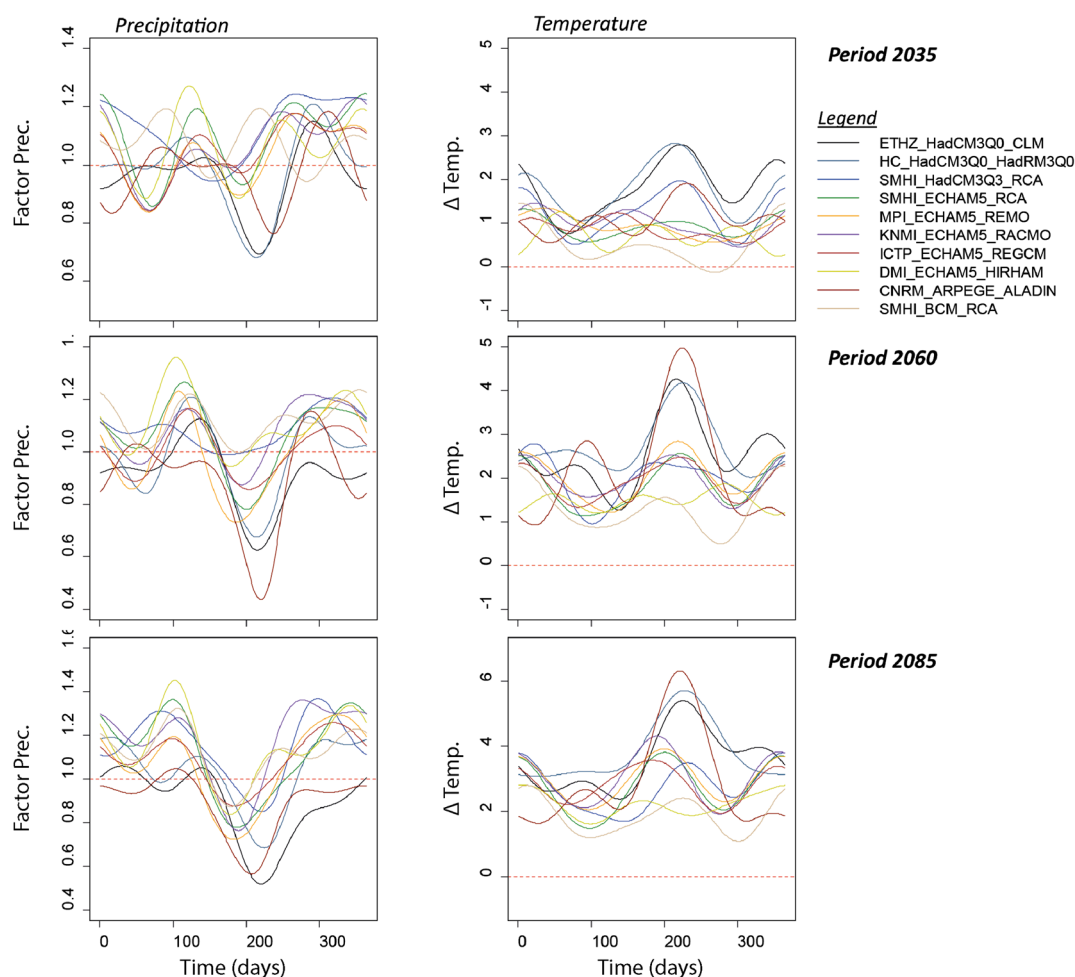 Precipitation
Temperature
Period 2035
Factor Prec.
1.4
1.2
1.0
0.8
0.6
Δ Temp.
5
4
3
2
1
0
-1
Legend
ETHZ_HadCM3Q0_CLM
HC_HadCM3Q0_HadRM3Q0
SMHI_HadCM3Q3_RCA
SMHI_ECHAM5_RCA
MPI_ECHAM5_REMO
KNMI_ECHAM5_RACMO
ICTP_ECHAM5_REGCM
DMI_ECHAM5_HIRHAM
CNRM_ARPEGE_ALADIN
SMHI_BCM_RCA
Period 2060
Factor Prec.
1.2
1.0
0.8
0.6
0.4
Δ Temp.
5
4
3
2
1
0
-1
Period 2085
Factor Prec.
1.6
1.4
1.2
1.0
0.8
0.6
0.4
Δ Temp.
6
4
2
0
0 100 200 300
Time (days)
0 100 200 300
Time (days)